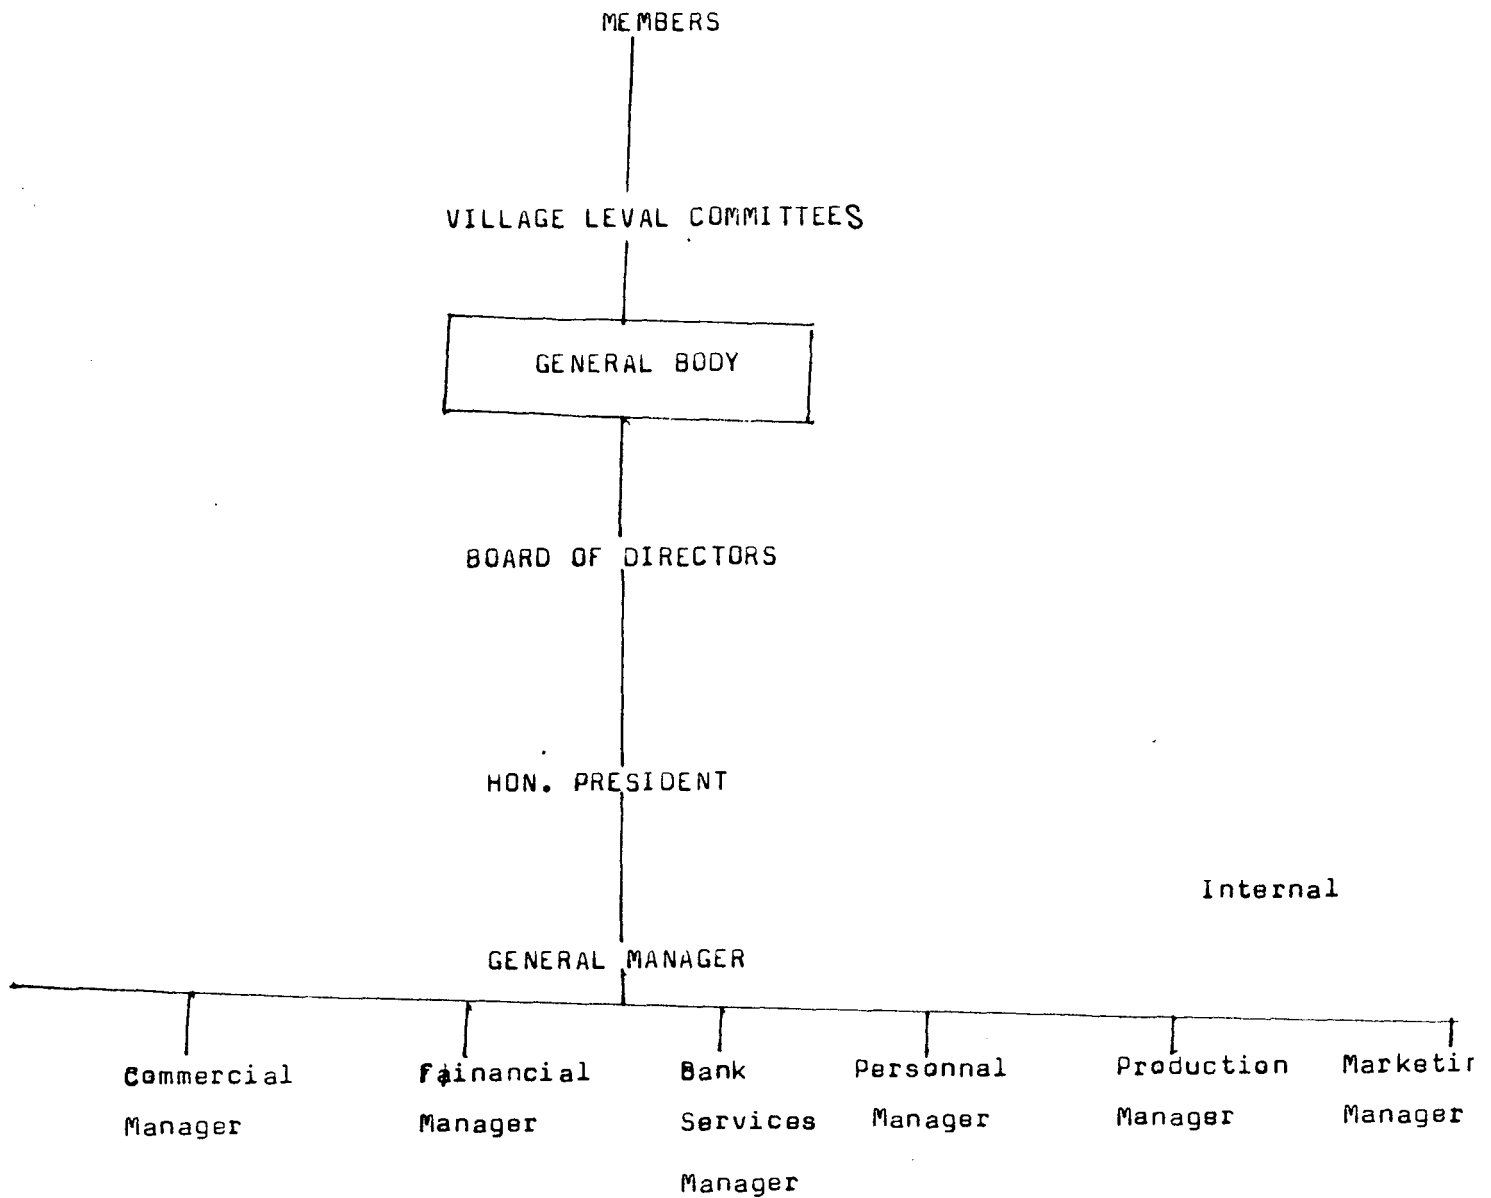 MEMBERS
VILLAGE LEVAL COMMITTEES
GENERAL BODY
BOARD OF DIRECTORS
HON. PRESIDENT
Internal
GENERAL MANAGER
Commercial
Manager
Fainancial
Manager
Bank
Services
Manager
Personnal
Manager
Production
Manager
Marketin
Manager